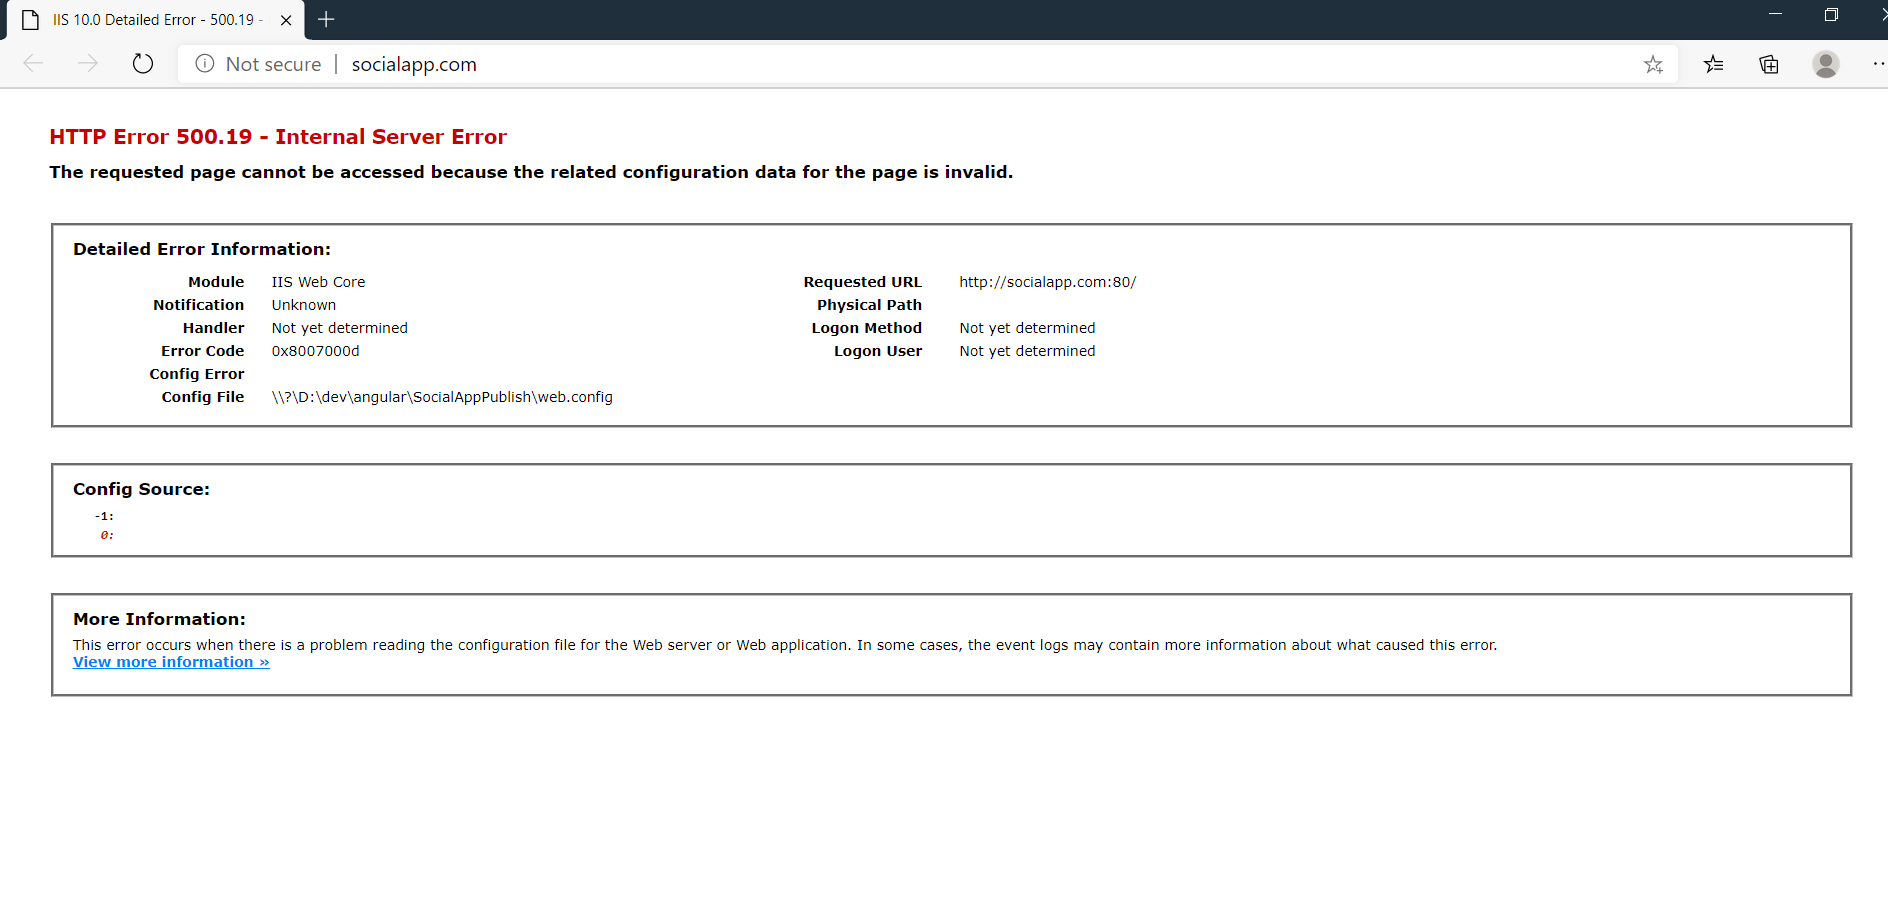 IIS 10.0 Detailed Error - 500.19 -
Not secure | socialapp.com
HTTP Error 500.19 - Internal Server Error
The requested page cannot be accessed because the related configuration data for the page is invalid.
Detailed Error Information:
Module IIS Web Core
Notification Unknown
Handler Not yet determined
Error Code 0x8007000d
Config Error
Config File \\?\D:\dev\angular\SocialAppPublish\web.config
Requested URL http://socialapp.com:80/
Physical Path
Logon Method Not yet determined
Logon User Not yet determined
Config Source:
-1:
0:
More Information:
This error occurs when there is a problem reading the configuration file for the Web server or Web application. In some cases, the event logs may contain more information about what caused this error.
View more information »